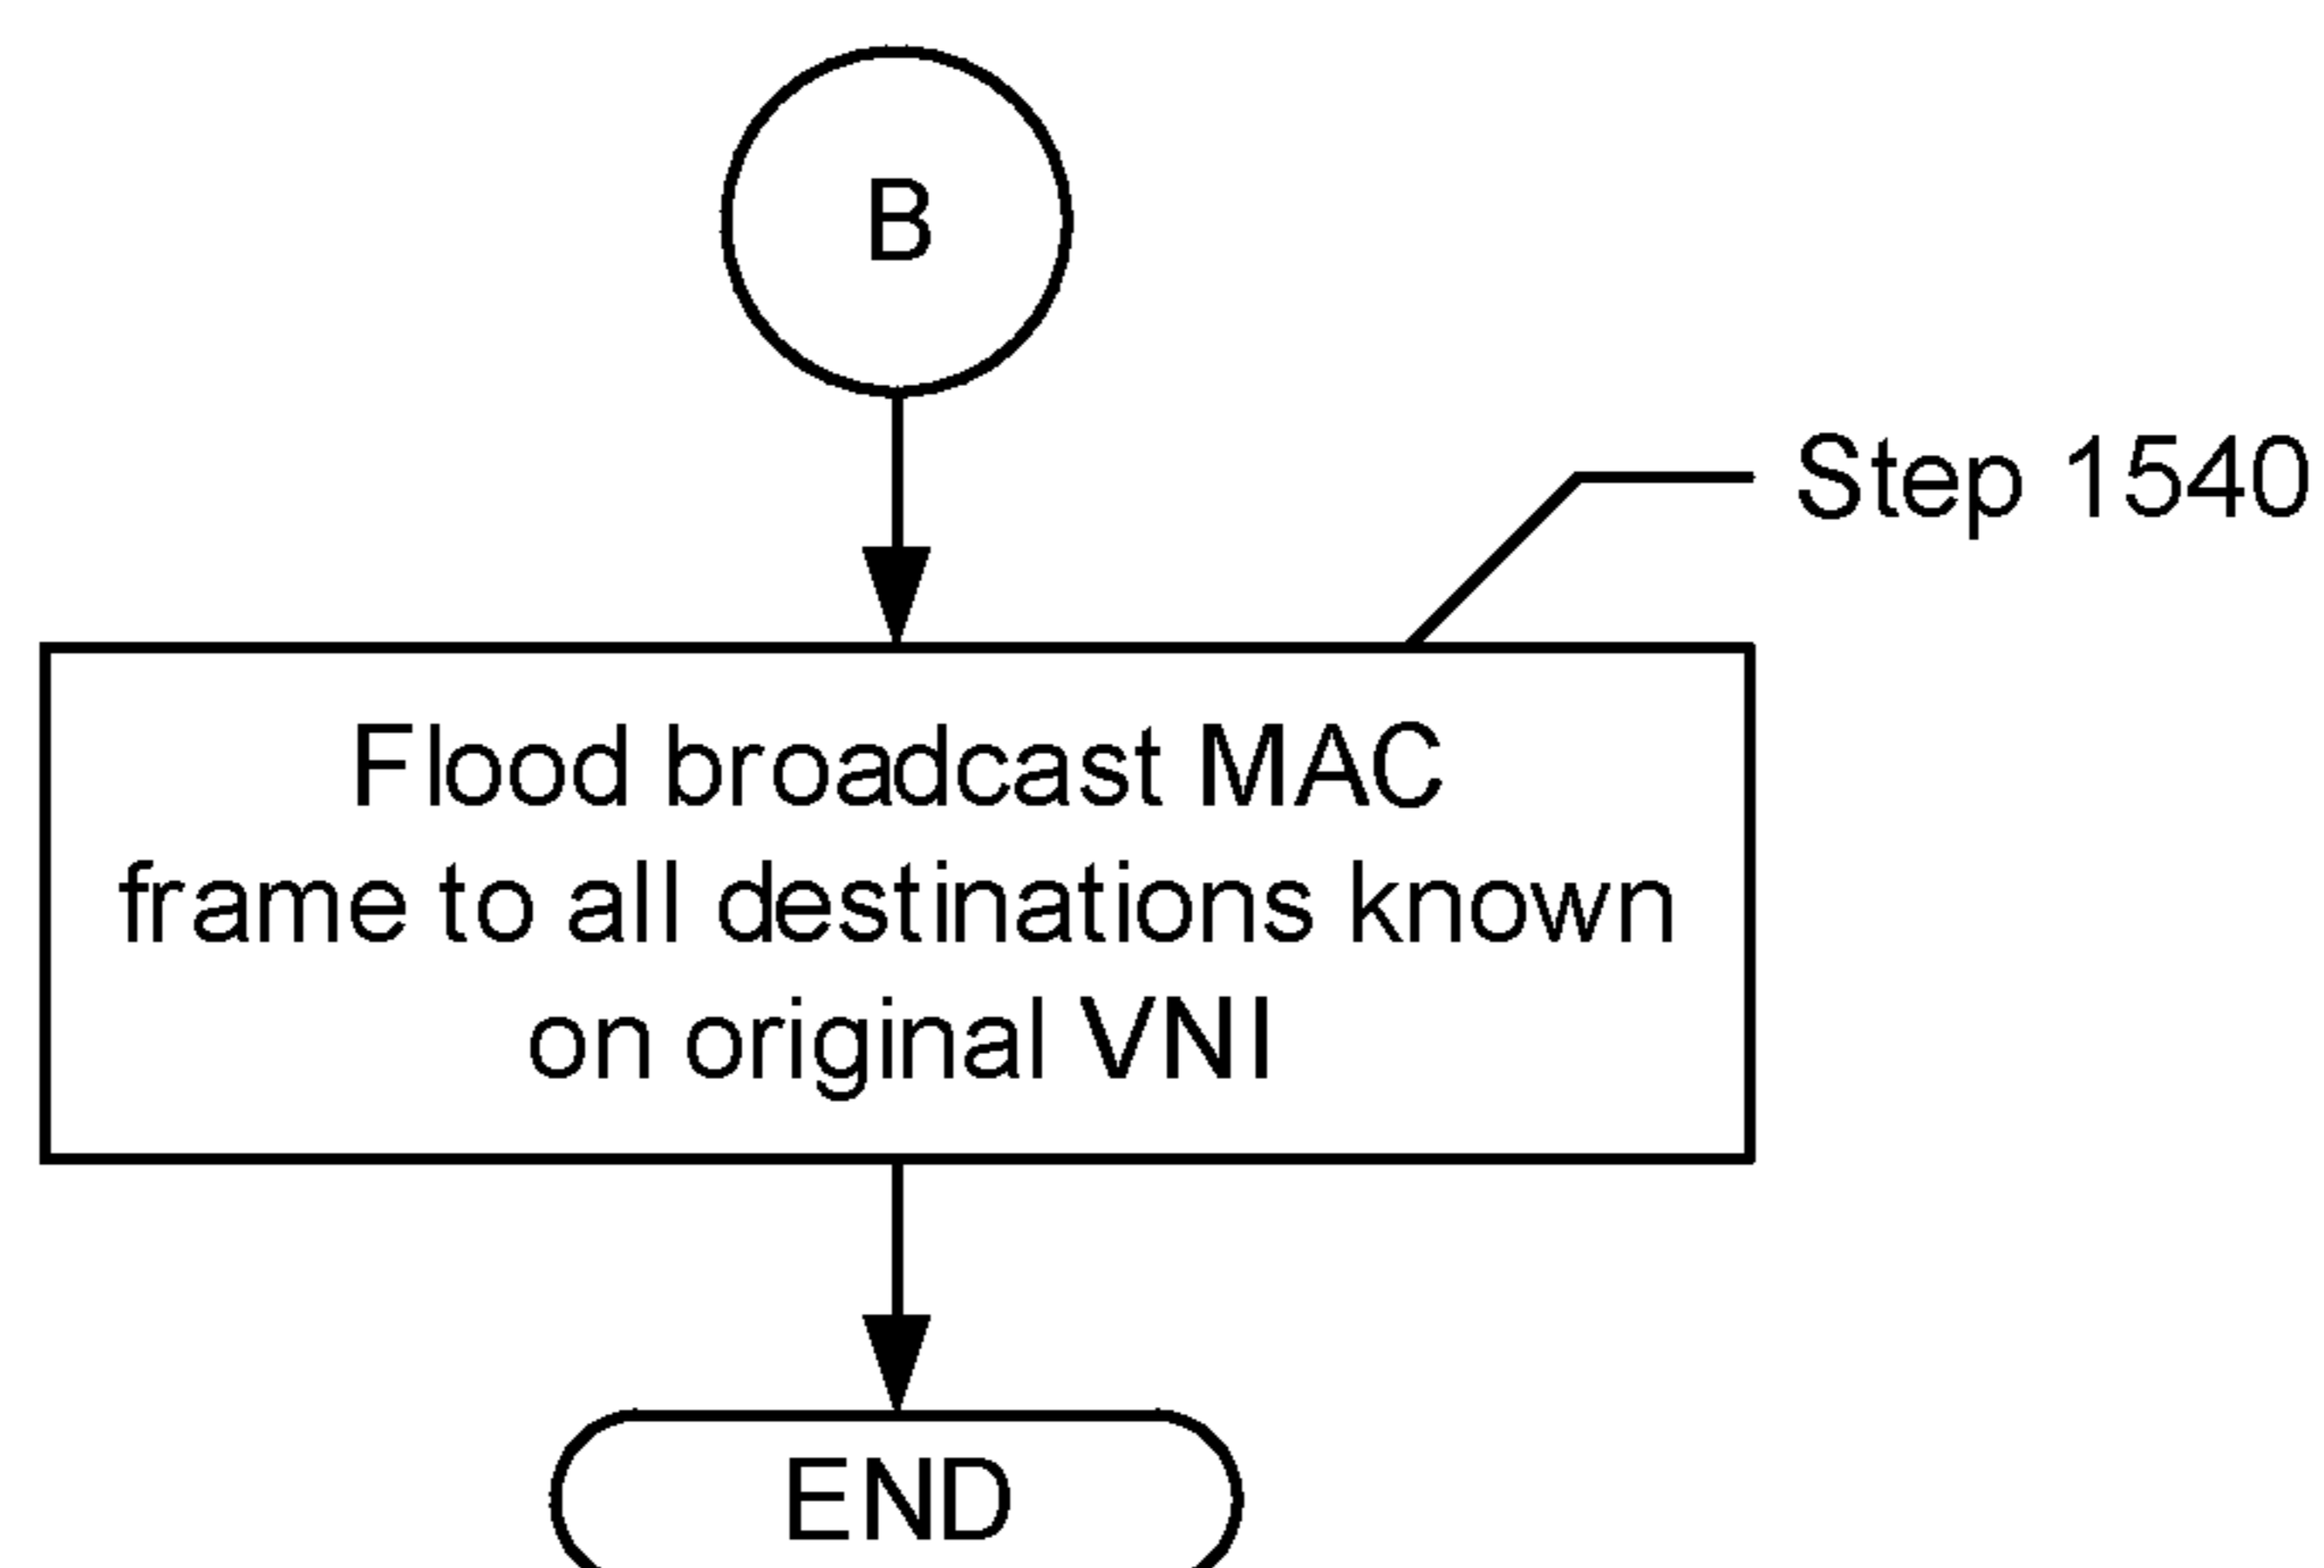 B
Step 1540
Flood broadcast MAC
frame to all destinations known
on original VNI
END